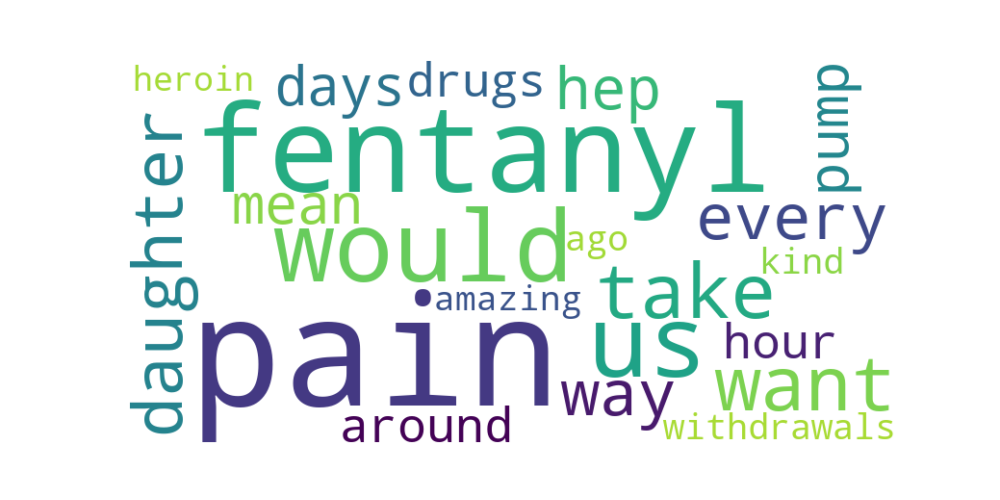 heroin
days
drugs
hep
pump
fentanyl
daughter
mean
would
every
ago
kind
take
amazing
pain
us
hour
way
want
around
withdrawals